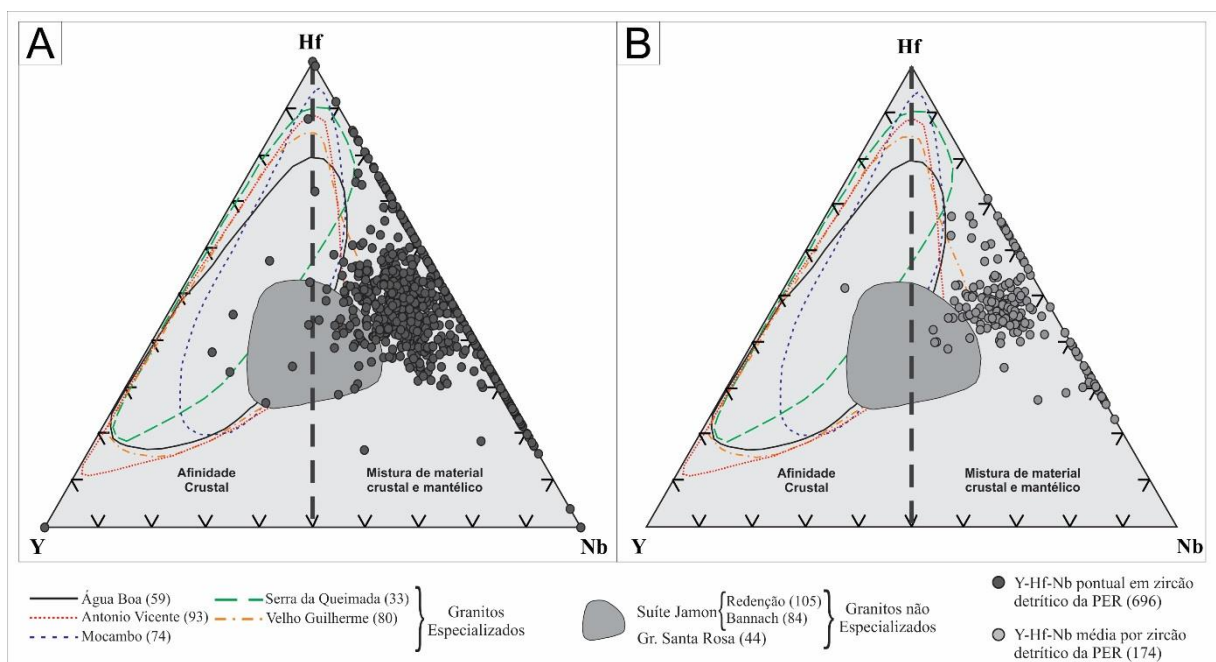 A
Hf
Y
Nb
Afinidade
Crustal
Mistura de material
crustal e mantélico
B
Hf
Y
Nb
Afinidade
Crustal
Mistura de material
crustal e mantélico
Água Boa (59)
Antonio Vicente (93)
Mocambo (74)
Serra da Queimada (33)
Velho Guilherme (80)
Granitos
Especializados
Suíte Jamon
Redenção (105)
Bannach (84)
Gr. Santa Rosa (44)
Granitos não
Especializados
Y-Hf-Nb pontual em zircão
detrítico da PER (696)
Y-Hf-Nb média por zircão
detrítico da PER (174)